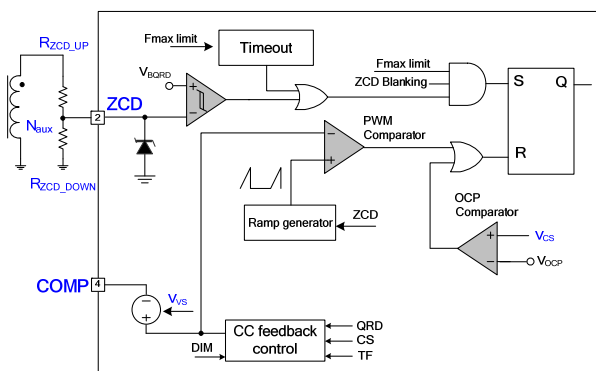 R_ZCD_UP
N_aux
R_ZCD_DOWN
2
ZCD
V_BQRD
+
−
Fmax limit
Timeout
Fmax limit
ZCD Blanking
S
Q
R
PWM
Comparator
−
+
Ramp generator
ZCD
OCP
Comparator
+
−
V_CS
V_OCP
COMP
4
−
+
V_VS
DIM
CC feedback
control
QRD
CS
TF